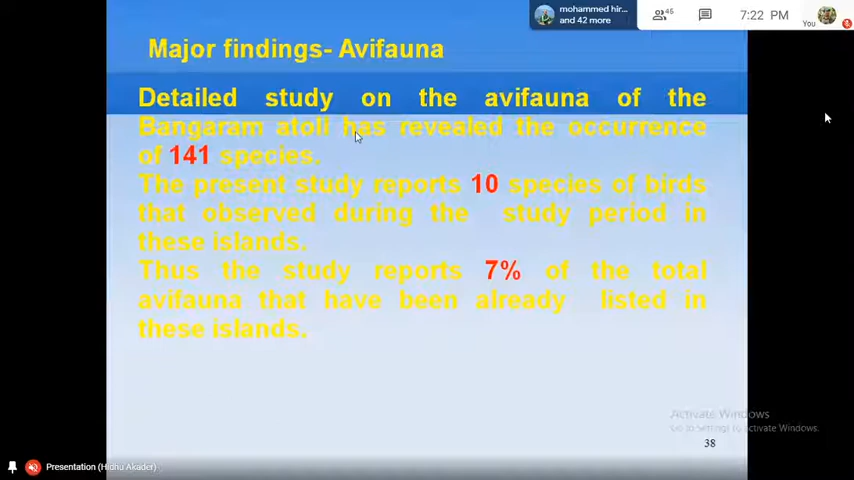 mohammed hir...
and 42 more
45
7:22 PM
You
Major findings- Avifauna
Detailed study on the avifauna of the
Bangaram atoll has revealed the occurrence
of 141 species.
The present study reports 10 species of birds
that observed during the study period in
these islands.
Thus the study reports 7% of the total
avifauna that have been already listed in
these islands.
Activate Windows
Go to Settings to activate Windows.
38
Presentation (Hidhu Akader)